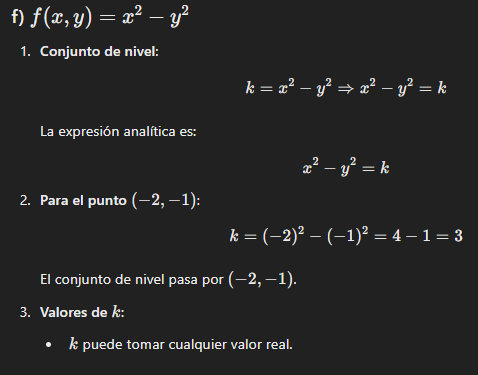 f) f(x, y) = x² − y²
1. Conjunto de nivel:
k = x² − y² ⇒ x² − y² = k
La expresión analítica es:
x² − y² = k
2. Para el punto (−2, −1):
k = (−2)² − (−1)² = 4 − 1 = 3
El conjunto de nivel pasa por (−2, −1).
3. Valores de k:
• k puede tomar cualquier valor real.